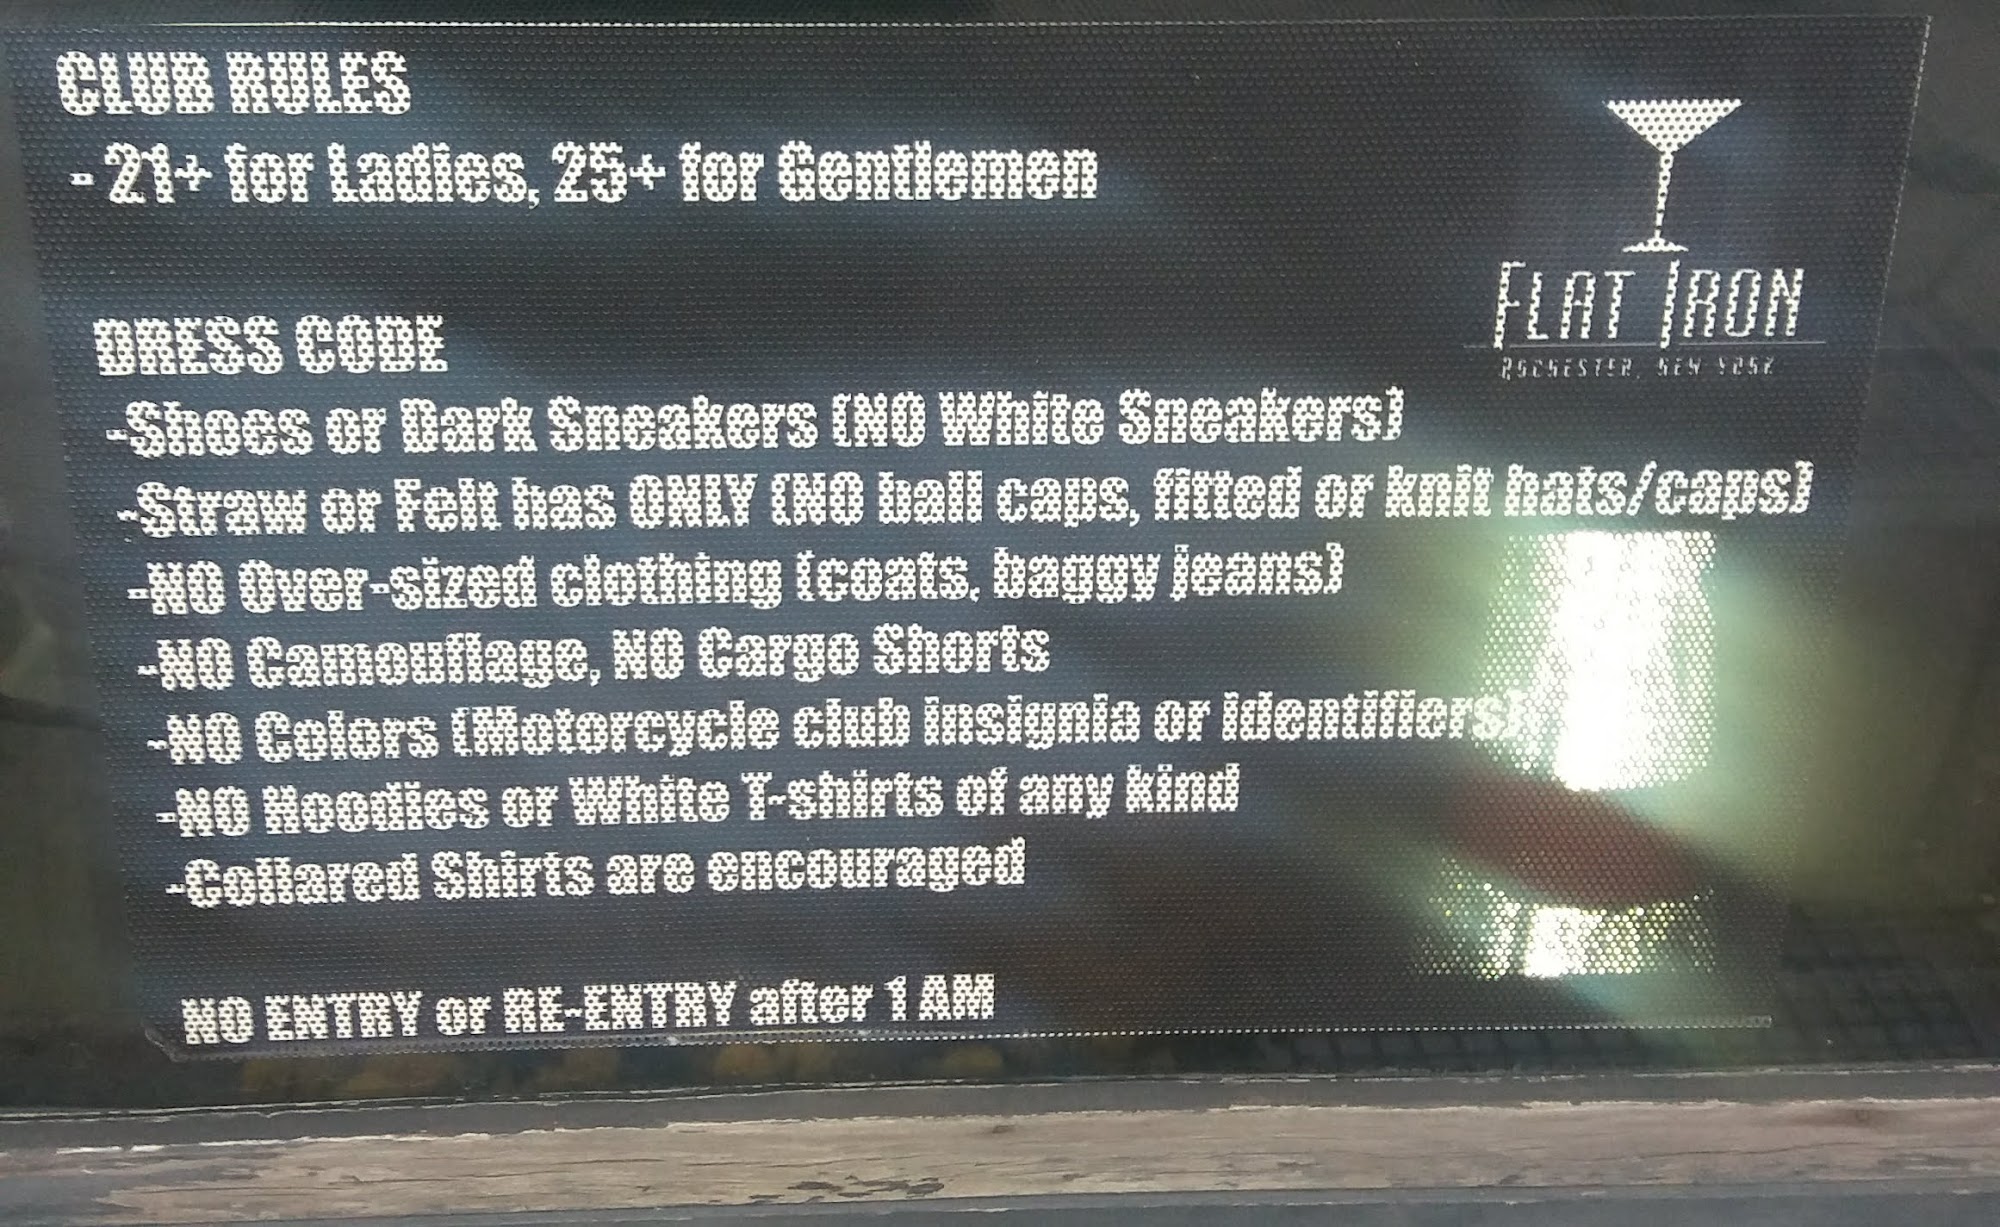 CLUB RULES
- 21+ for Ladies, 25+ for Gentlemen
FLAT IRON
ROCHESTER, NEW YORK
DRESS CODE
-Shoes or Dark Sneakers (NO White Sneakers)
-Straw or Felt has ONLY (NO ball caps, fitted or knit hats/caps)
-NO Over-sized clothing (coats, baggy jeans)
-NO Camouflage, NO Cargo Shorts
-NO Colors (Motorcycle club insignia or identifiers)
-NO Hoodies or White T-shirts of any kind
-Collared Shirts are encouraged
NO ENTRY or RE-ENTRY after 1 AM